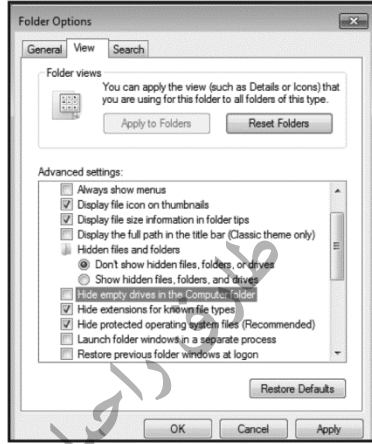 Folder Options
General View Search
Folder views
You can apply the view (such as Details or Icons) that
you are using for this folder to all folders of this type.
Apply to Folders Reset Folders
Advanced settings:
Always show menus
Display file icon on thumbnails
Display file size information in folder tips
Display the full path in the title bar (Classic theme only)
Hidden files and folders
Don't show hidden files, folders, or drives
Show hidden files, folders, and drives
Hide empty drives in the Computer folder
Hide extensions for known file types
Hide protected operating system files (Recommended)
Launch folder windows in a separate process
Restore previous folder windows at logon
Restore Defaults
OK Cancel Apply